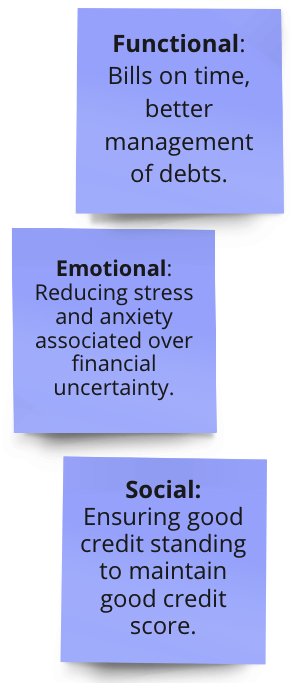 Functional:
Bills on time,
better
management
of debts.
Emotional:
Reducing stress
and anxiety
associated over
financial
uncertainty.
Social:
Ensuring good
credit standing
to maintain
good credit
score.